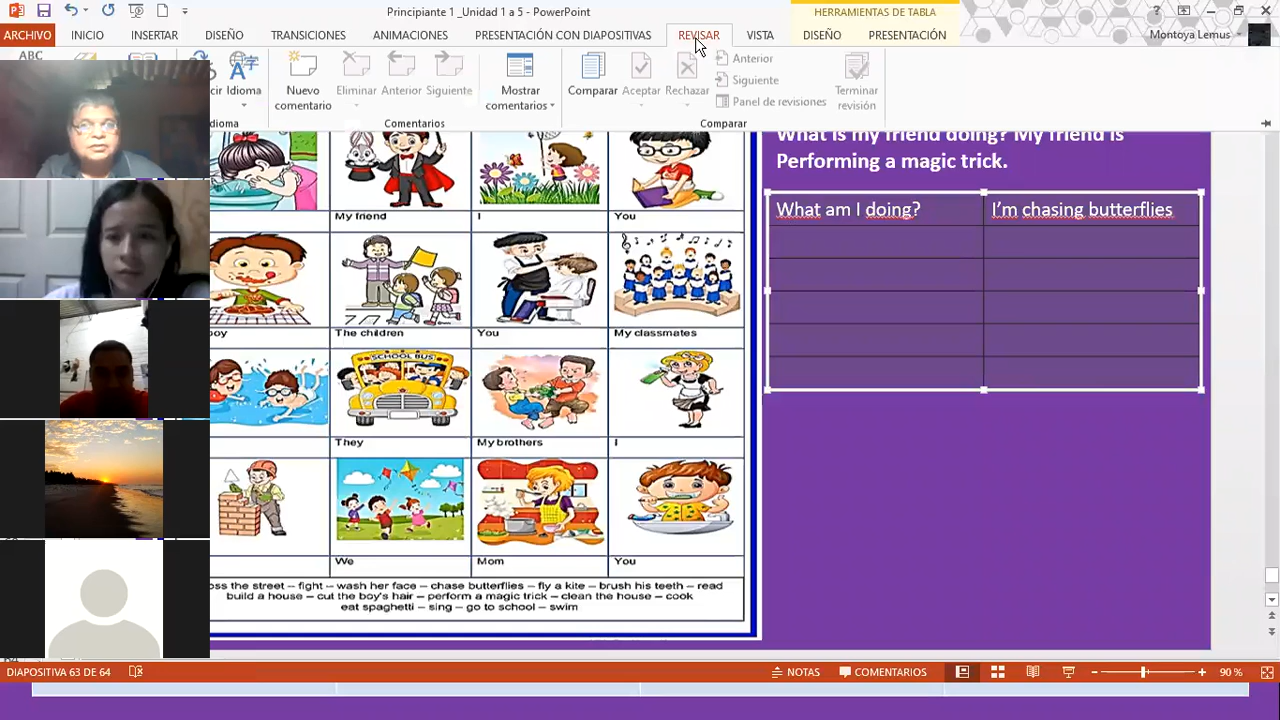 Principiante 1 _Unidad 1 a 5 - PowerPoint
HERRAMIENTAS DE TABLA
ARCHIVO INICIO INSERTAR DISEÑO TRANSICIONES ANIMACIONES PRESENTACIÓN CON DIAPOSITIVAS REVISAR VISTA DISEÑO PRESENTACIÓN Montoya Lemus
ABC
Idioma
Nuevo comentario
Eliminar
Anterior
Siguiente
Mostrar comentarios
Comparar
Aceptar
Rechazar
Anterior
Siguiente
Panel de revisiones
Terminar revisión
Comentarios
Comparar
What is my friend doing? My friend is
Performing a magic trick.
What am I doing? I'm chasing butterflies
My friend I You
The children You My classmates
SCHOOL BUS
They My brothers I
We Mom You
the street – fight – wash her face – chase butterflies – fly a kite – brush his teeth – read
build a house – cut the boy's hair – perform a magic trick – clean the house – cook
eat spaghetti – sing – go to school – swim
DIAPOSITIVA 63 DE 64 NOTAS COMENTARIOS 90 %